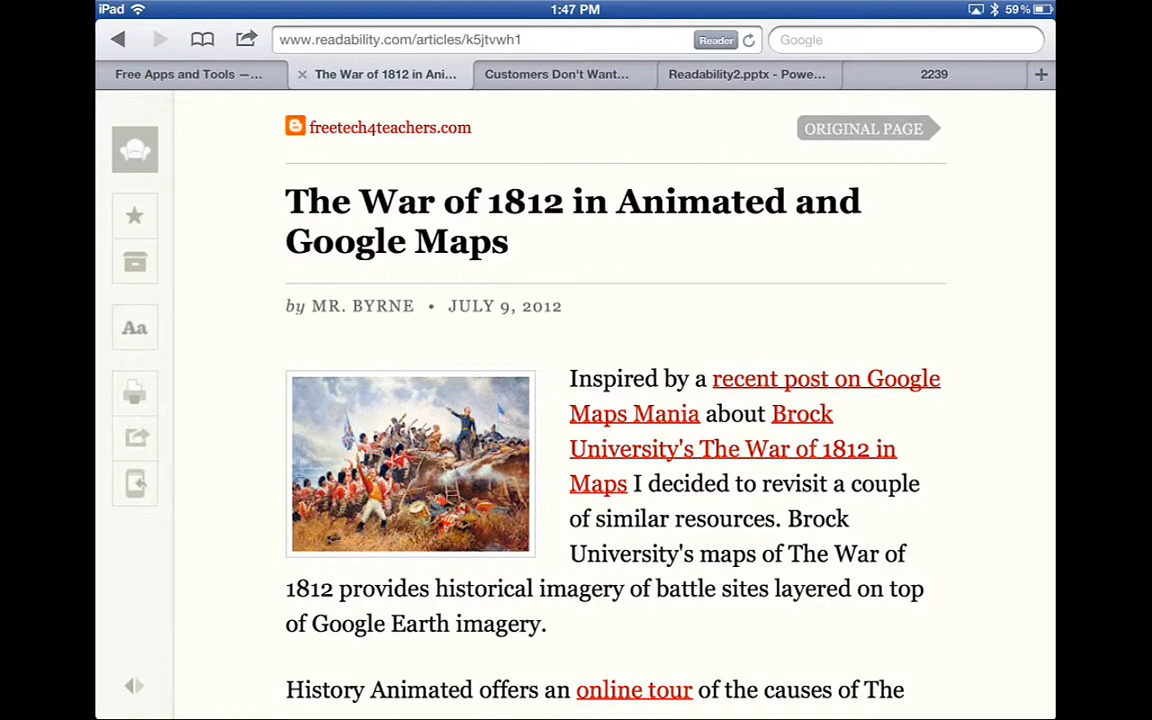 iPad 1:47 PM 59%
www.readability.com/articles/k5jtvwh1 Reader Google
Free Apps and Tools —... The War of 1812 in Ani... Customers Don't Want... Readability2.pptx - Powe... 2239
freetech4teachers.com ORIGINAL PAGE
The War of 1812 in Animated and
Google Maps
by MR. BYRNE • JULY 9, 2012
Aa
Inspired by a recent post on Google
Maps Mania about Brock
University's The War of 1812 in
Maps I decided to revisit a couple
of similar resources. Brock
University's maps of The War of
1812 provides historical imagery of battle sites layered on top
of Google Earth imagery.
History Animated offers an online tour of the causes of The